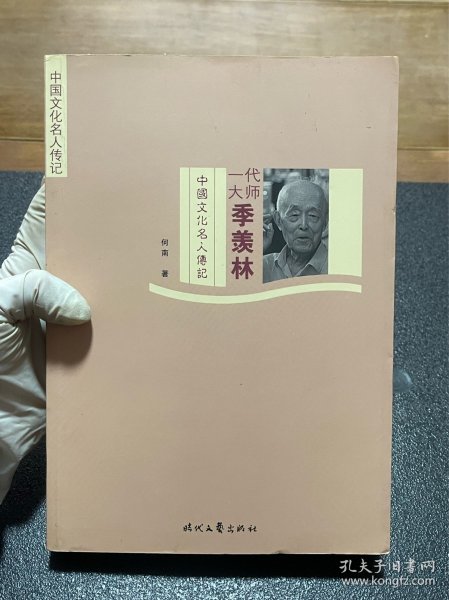 中国文化名人传记
一代
大师
季羡林
中國文化名人傳記
何南 著
时代文艺出版社
孔夫子旧书网
www.kongfz.com